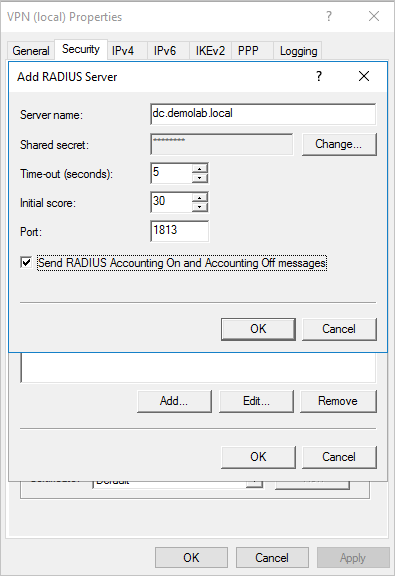 VPN (local) Properties
General Security IPv4 IPv6 IKEv2 PPP Logging
Add RADIUS Server ?
Server name: dc.demolab.local
Shared secret: ******** Change...
Time-out (seconds): 5
Initial score: 30
Port: 1813
Send RADIUS Accounting On and Accounting Off messages
OK Cancel
Add... Edit... Remove
OK Cancel
Default
OK Cancel Apply